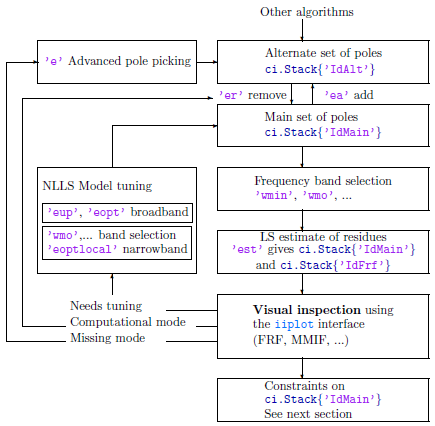 Other algorithms
'e' Advanced pole picking
Alternate set of poles
ci.Stack{'IdAlt'}
'er' remove
'ea' add
Main set of poles
ci.Stack{'IdMain'}
NLLS Model tuning
'eup', 'eopt' broadband
'wmo',... band selection
'eoptlocal' narrowband
Frequency band selection
'wmin', 'wmo', ...
LS estimate of residues
'est' gives ci.Stack{'IdMain'}
and ci.Stack{'IdFrf'}
Needs tuning
Computational mode
Missing mode
Visual inspection using
the iiplot interface
(FRF, MMIF, ...)
Constraints on
ci.Stack{'IdMain'}
See next section